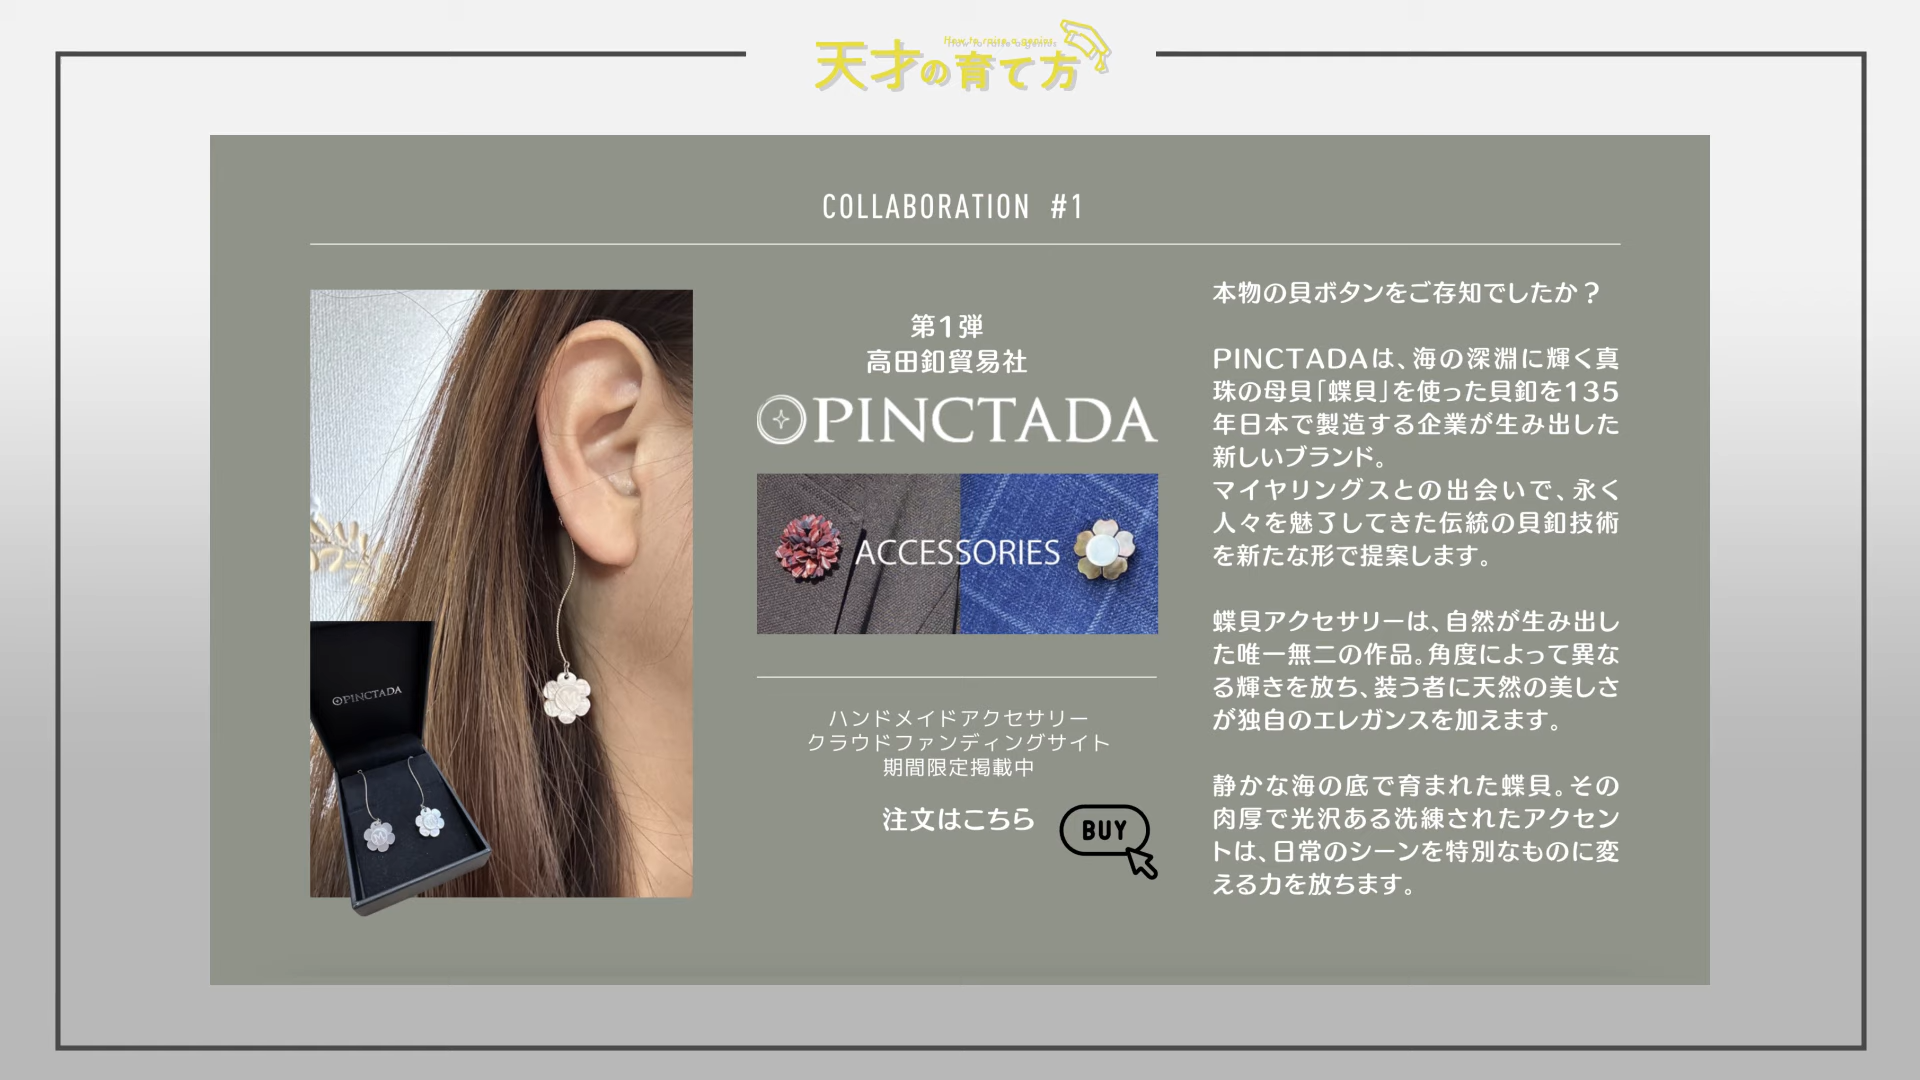 How to raise a genius
天才の育て方
COLLABORATION #1
第1弾
高田釦貿易社
PINCTADA
ACCESSORIES
ハンドメイドアクセサリー
クラウドファンディングサイト
期間限定掲載中
注文はこちら
BUY
PINCTADA
本物の貝ボタンをご存知でしたか？
PINCTADAは、海の深淵に輝く真
珠の母貝「蝶貝」を使った貝釦を135
年日本で製造する企業が生み出した
新しいブランド。
マイヤリングスとの出会いで、永く
人々を魅了してきた伝統の貝釦技術
を新たな形で提案します。
蝶貝アクセサリーは、自然が生み出し
た唯一無二の作品。角度によって異な
る輝きを放ち、装う者に天然の美しさ
が独自のエレガンスを加えます。
静かな海の底で育まれた蝶貝。その
肉厚で光沢ある洗練されたアクセン
トは、日常のシーンを特別なものに変
える力を放ちます。